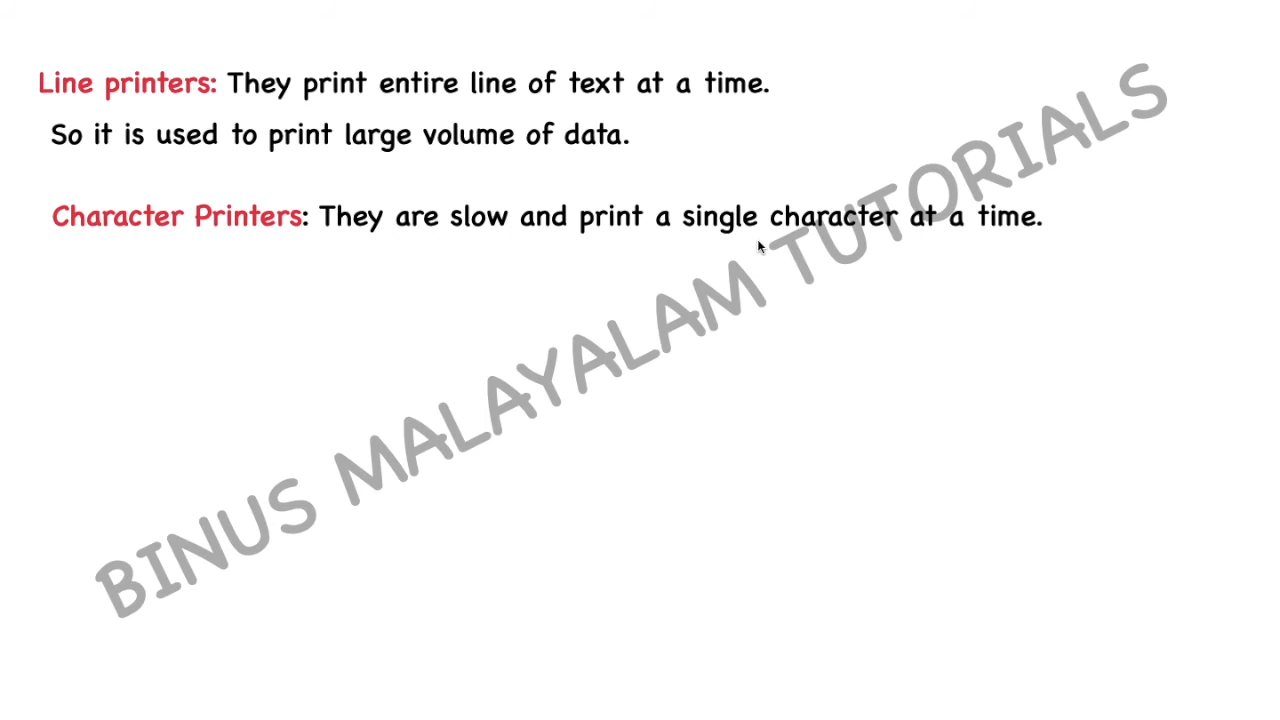 Line printers: They print entire line of text at a time.
So it is used to print large volume of data.
Character Printers: They are slow and print a single character at a time.
BINUS MALAYALAM TUTORIALS